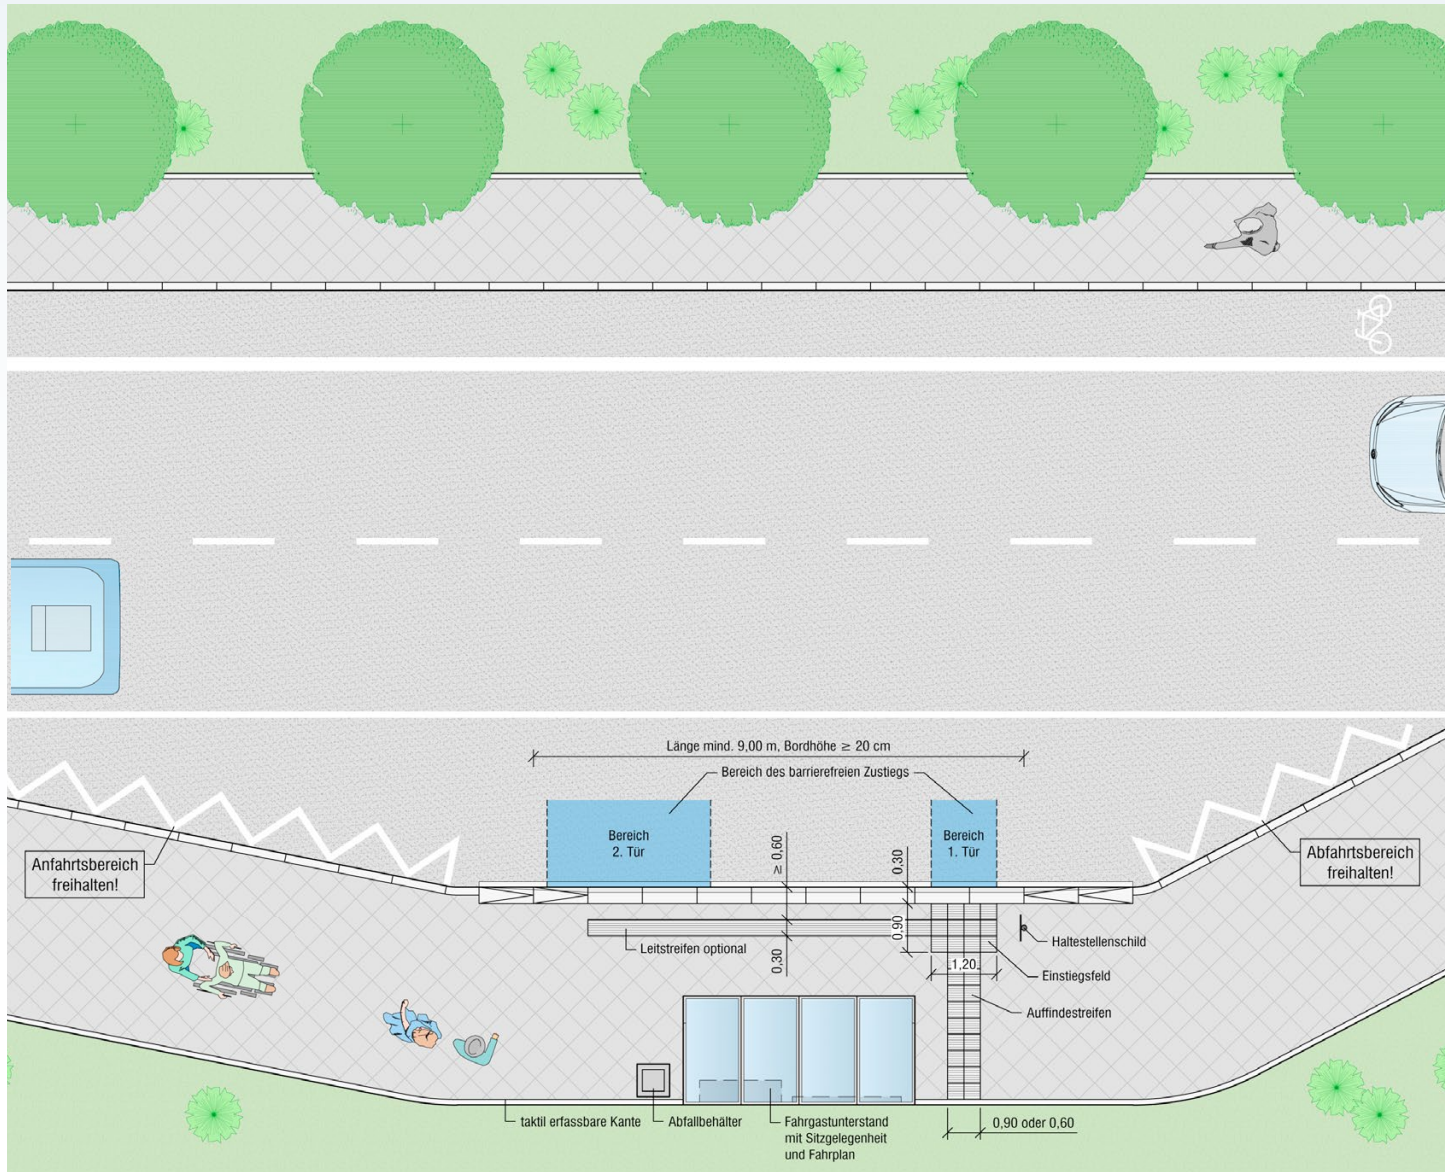 Länge mind. 9,00 m, Bordhöhe ≥ 20 cm
Bereich des barrierefreien Zustiegs
Bereich
2. Tür
Bereich
1. Tür
≥ 0,60
0,30
Anfahrtsbereich
freihalten!
Abfahrtsbereich
freihalten!
0,90
Leitstreifen optional
0,30
Haltestellenschild
1,20
Einstiegsfeld
Auffindestreifen
taktil erfassbare Kante
Abfallbehälter
Fahrgastunterstand
mit Sitzgelegenheit
und Fahrplan
0,90 oder 0,60